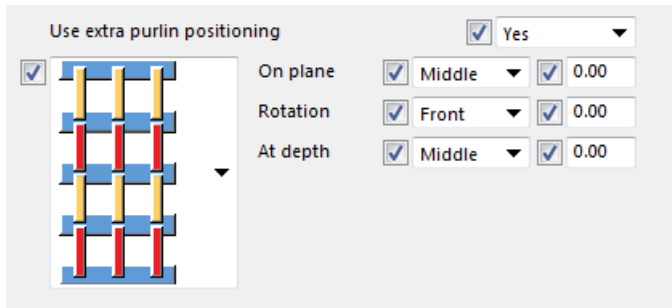 Use extra purlin positioning Yes
On plane Middle 0.00
Rotation Front 0.00
At depth Middle 0.00